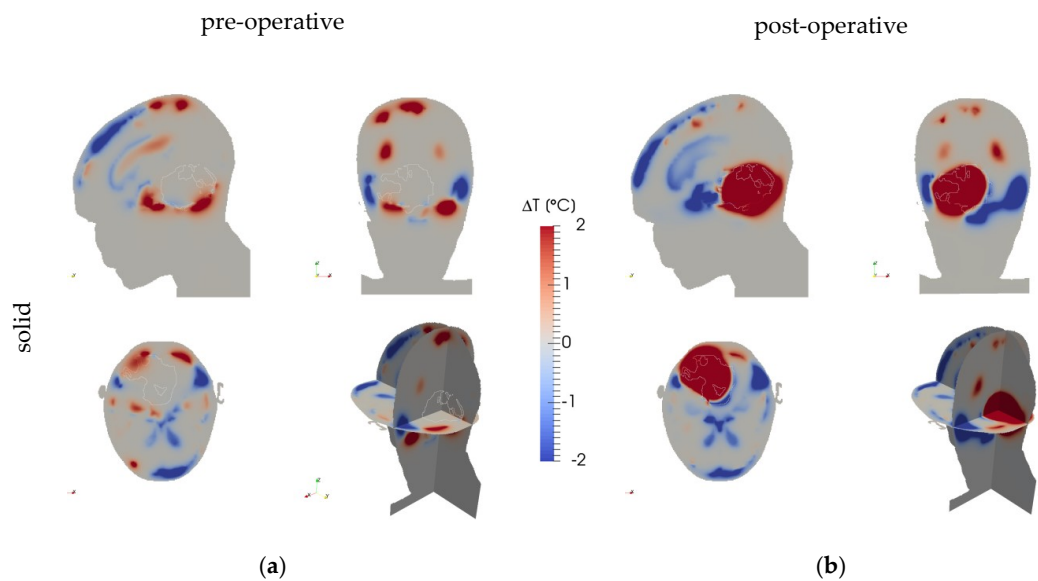 pre-operative
post-operative
solid
ΔT (°C)
2
1
0
-1
-2
(a)
(b)